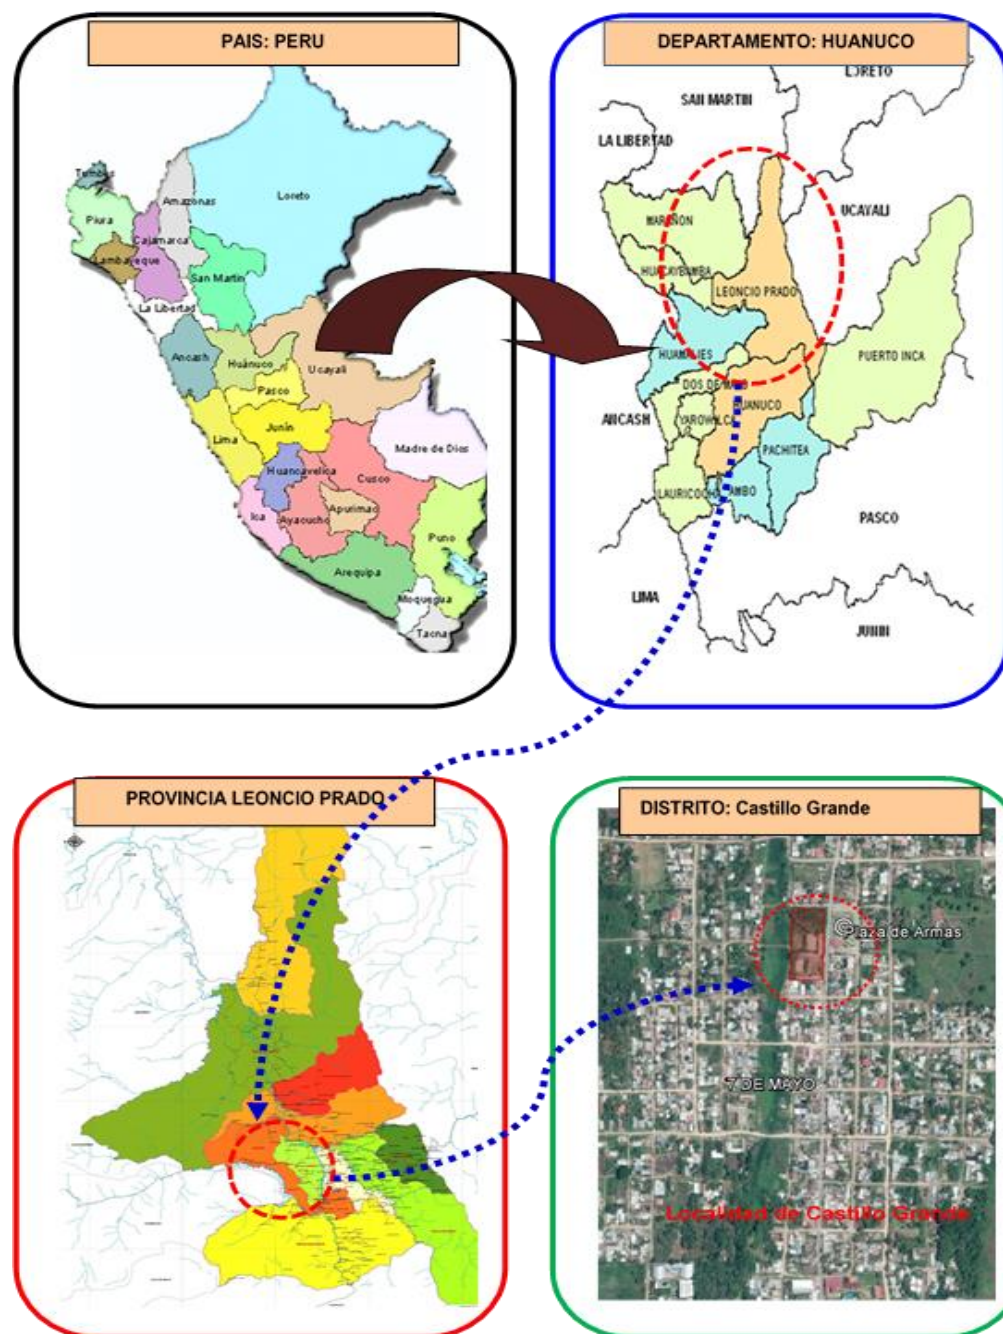 PAIS: PERU
Tumbes
Piura
Amazonas
Loreto
Cajamarca
Lambayeque
San Martin
La Libertad
Ancash
Huánuco
Ucayali
Pasco
Lima
Junín
Madre de Dios
Huancavelica
Cusco
Ica
Ayacucho
Apurimac
Puno
Arequipa
Moquegua
Tacna
DEPARTAMENTO: HUANUCO
LORETO
SAN MARTIN
LA LIBERTAD
UCAYALI
MARAÑON
HUACAYBAMBA
LEONCIO PRADO
HUAMALIES
PUERTO INCA
DOS DE MAYO
HUANUCO
ANCASH
YAROWILCA
PACHITEA
LAURICOCHA
AMBO
PASCO
LIMA
JUNIN
PROVINCIA LEONCIO PRADO
DISTRITO: Castillo Grande
Plaza de Armas
7 DE MAYO
Localidad de Castillo Grande